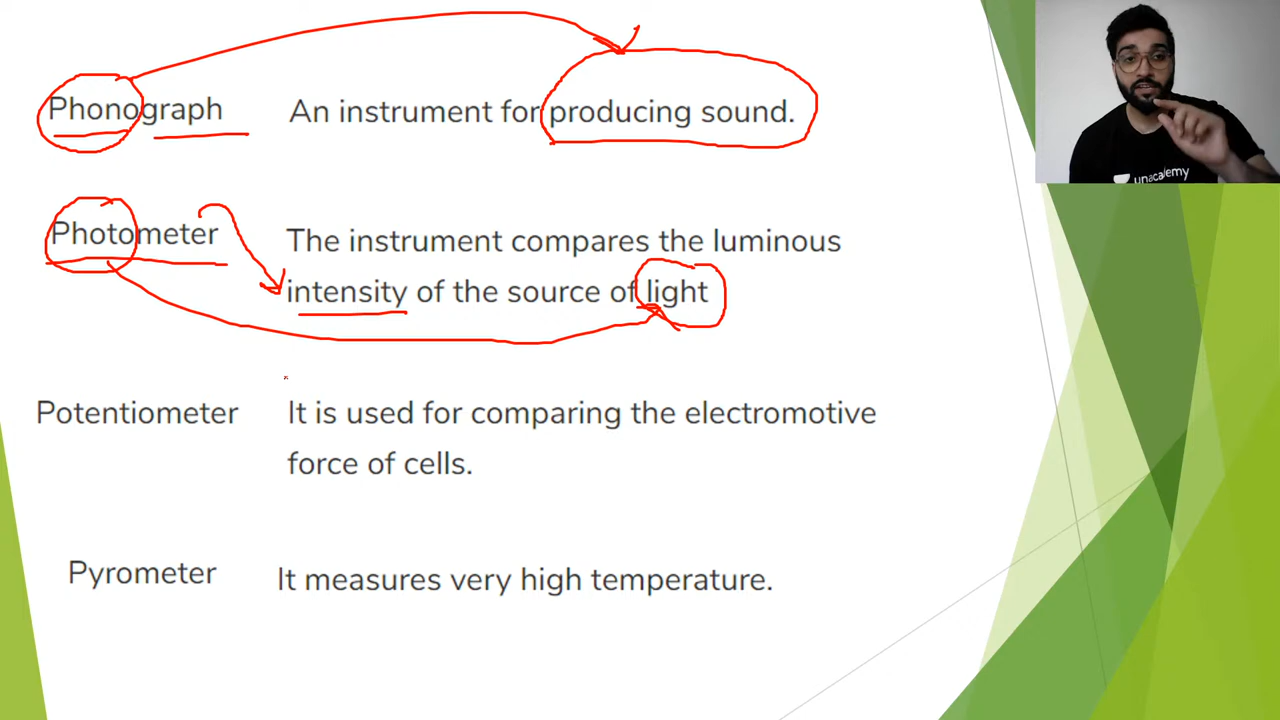 Phonograph An instrument for producing sound.
Photometer The instrument compares the luminous
intensity of the source of light
Potentiometer It is used for comparing the electromotive
force of cells.
Pyrometer It measures very high temperature.
unacademy